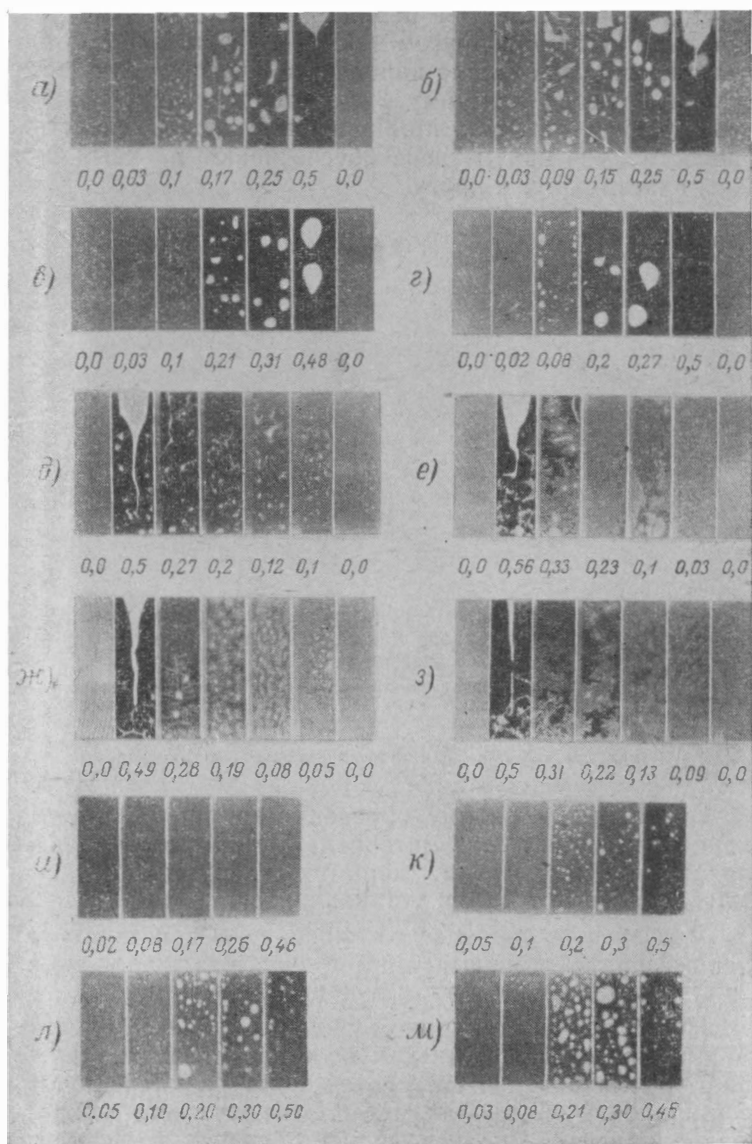 а) б)
0,0 0,03 0,1 0,17 0,25 0,5 0,0 0,0 0,03 0,09 0,15 0,25 0,5 0,0
в) г)
0,0 0,03 0,1 0,21 0,31 0,48 0,0 0,0 0,02 0,08 0,2 0,27 0,5 0,0
д) е)
0,0 0,5 0,27 0,2 0,12 0,1 0,0 0,0 0,56 0,33 0,23 0,1 0,03 0,0
ж) з)
0,0 0,49 0,28 0,19 0,08 0,05 0,0 0,0 0,5 0,31 0,22 0,13 0,09 0,0
и) к)
0,02 0,08 0,17 0,26 0,46 0,05 0,1 0,2 0,3 0,5
л) м)
0,05 0,10 0,20 0,30 0,50 0,03 0,08 0,21 0,30 0,45